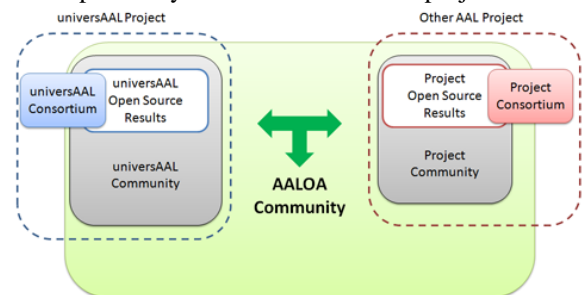 universAAL Project
Other AAL Project
universAAL
Consortium
universAAL
Open Source
Results
universAAL
Community
AALOA
Community
Project
Open Source
Results
Project
Consortium
Project
Community